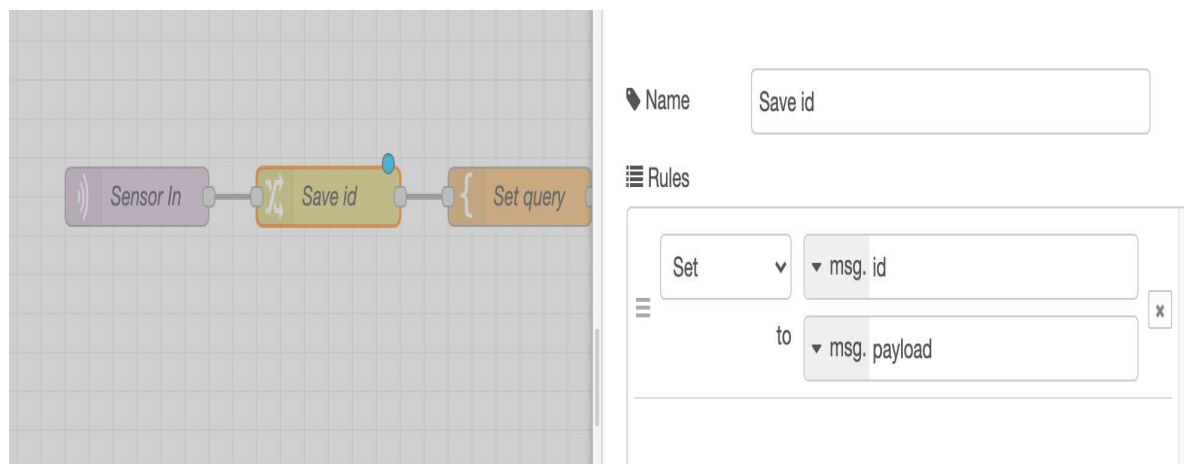 Sensor In
Save id
Set query
Name
Save id
Rules
Set
msg. id
to
msg. payload